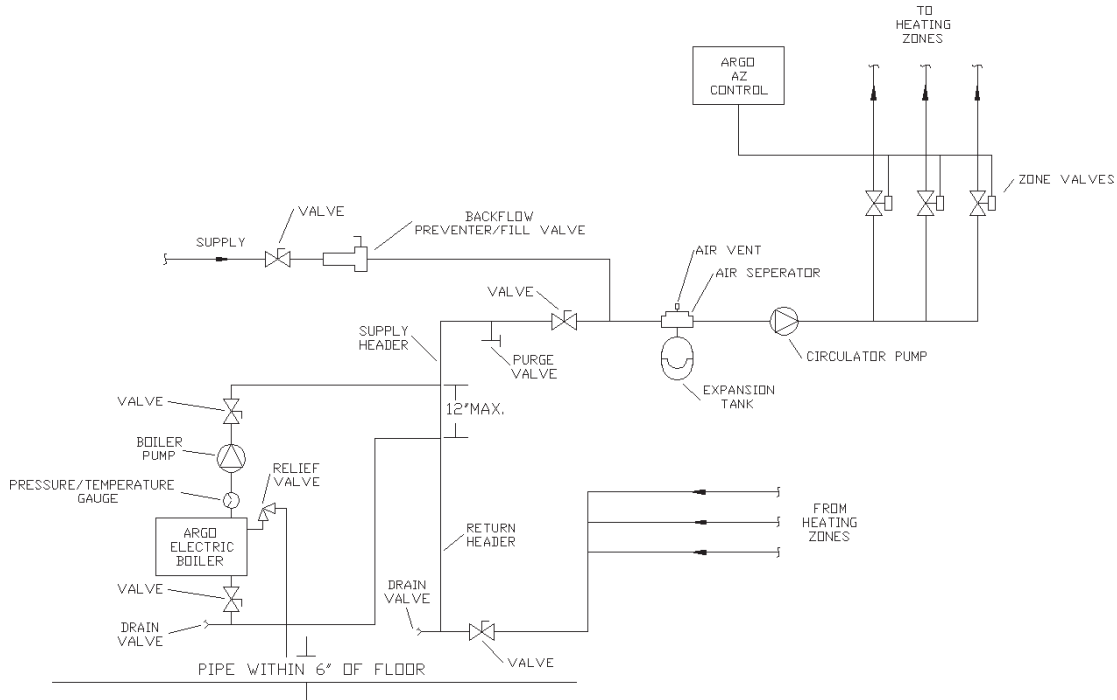 TO
HEATING
ZONES
ARGO
AZ
CONTROL
ZONE VALVES
VALVE
BACKFLOW
PREVENTER/FILL VALVE
SUPPLY
AIR VENT
AIR SEPERATOR
VALVE
SUPPLY
HEADER
PURGE
VALVE
CIRCULATOR PUMP
EXPANSION
TANK
VALVE
12"MAX.
BOILER
PUMP
RELIEF
VALVE
PRESSURE/TEMPERATURE
GAUGE
FROM
HEATING
ZONES
ARGO
ELECTRIC
BOILER
RETURN
HEADER
VALVE
DRAIN
VALVE
DRAIN
VALVE
VALVE
PIPE WITHIN 6" OF FLOOR